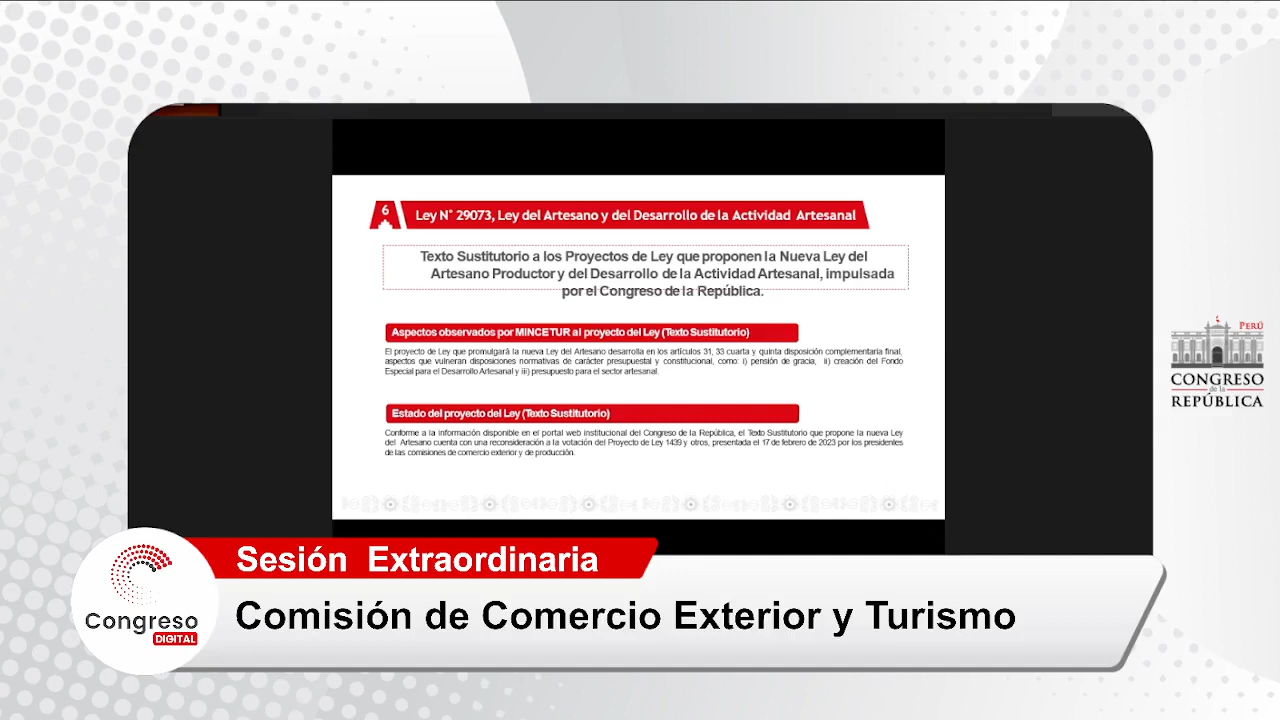 6
Ley N° 29073, Ley del Artesano y del Desarrollo de la Actividad Artesanal
Texto Sustitutorio a los Proyectos de Ley que proponen la Nueva Ley del
Artesano Productor y del Desarrollo de la Actividad Artesanal, impulsada
por el Congreso de la República.
Aspectos observados por MINCETUR al proyecto del Ley (Texto Sustitutorio)
El proyecto de Ley que promulgará la nueva Ley del Artesano desarrolla en los artículos 31, 33 cuarta y quinta disposición complementaria final,
aspectos que vulneran disposiciones normativas de carácter presupuestal y constitucional, como: i) pensión de gracia, ii) creación del Fondo
Especial para el Desarrollo Artesanal y iii) presupuesto para el sector artesanal.
Estado del proyecto del Ley (Texto Sustitutorio)
Conforme a la información disponible en el portal web institucional del Congreso de la República, el Texto Sustitutorio que propone la nueva Ley
del Artesano cuenta con una reconsideración a la votación del Proyecto de Ley 1439 y otros, presentada el 17 de febrero de 2023 por los presidentes
de las comisiones de comercio exterior y de producción.
PERÚ
CONGRESO
de la
REPÚBLICA
Sesión Extraordinaria
Comisión de Comercio Exterior y Turismo
Congreso
DIGITAL